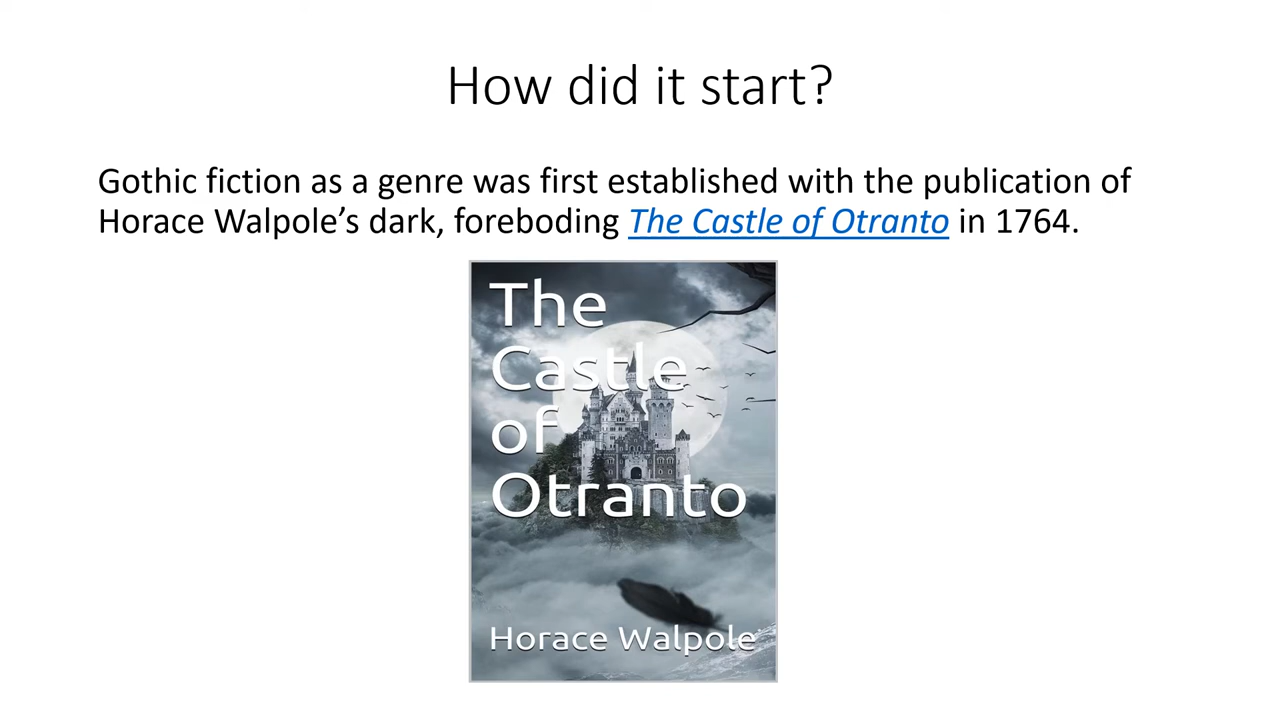 How did it start?
Gothic fiction as a genre was first established with the publication of
Horace Walpole’s dark, foreboding The Castle of Otranto in 1764.
The
Castle
of
Otranto
Horace Walpole